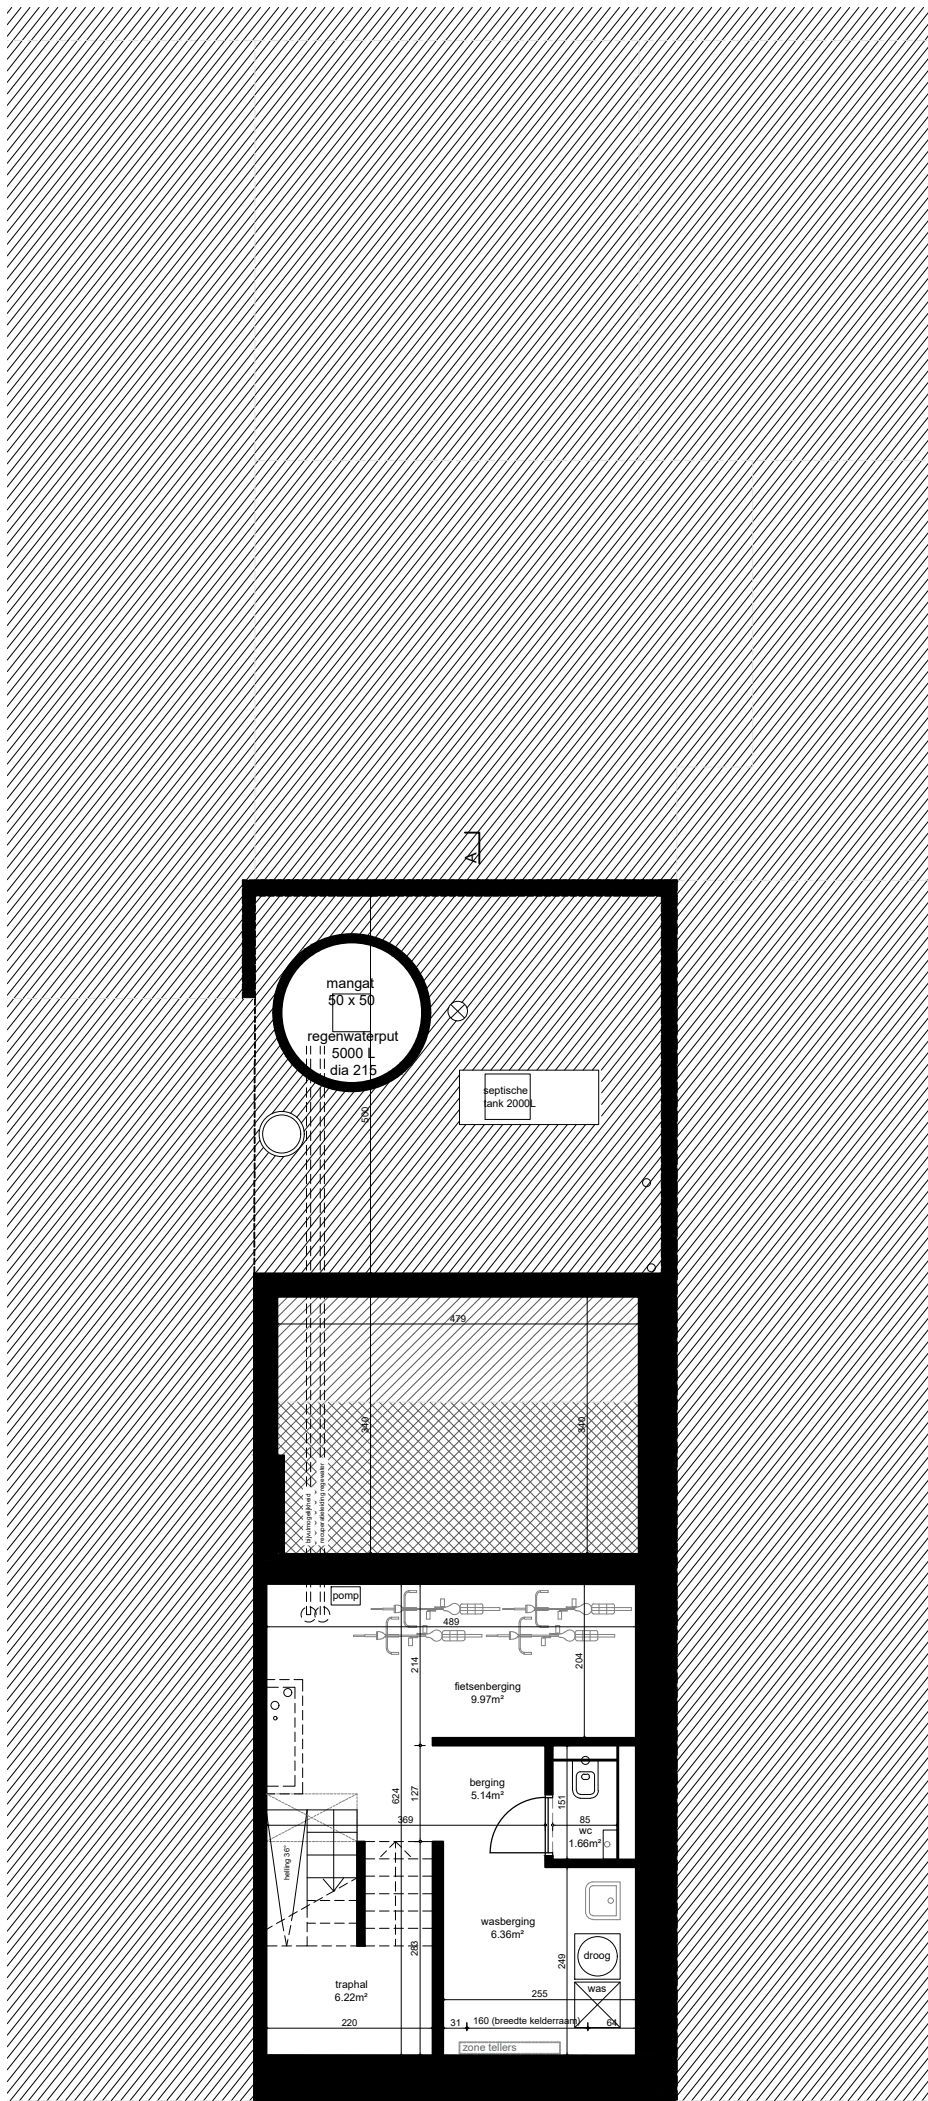 A
mangat
50 x 50
regenwaterput
5000 L
dia 215
septische
tank 2000L
500
479
340
340
recuperatieleiding regenwater
pomp
489
214
204
fietsenberging
9.97m²
berging
5.14m²
624
127
151
369
85
wc
1.66m²
helling 36°
wasberging
6.36m²
283
249
droog
was
traphal
6.22m²
255
220
31
160 (breedte kelderraam)
64
zone tellers